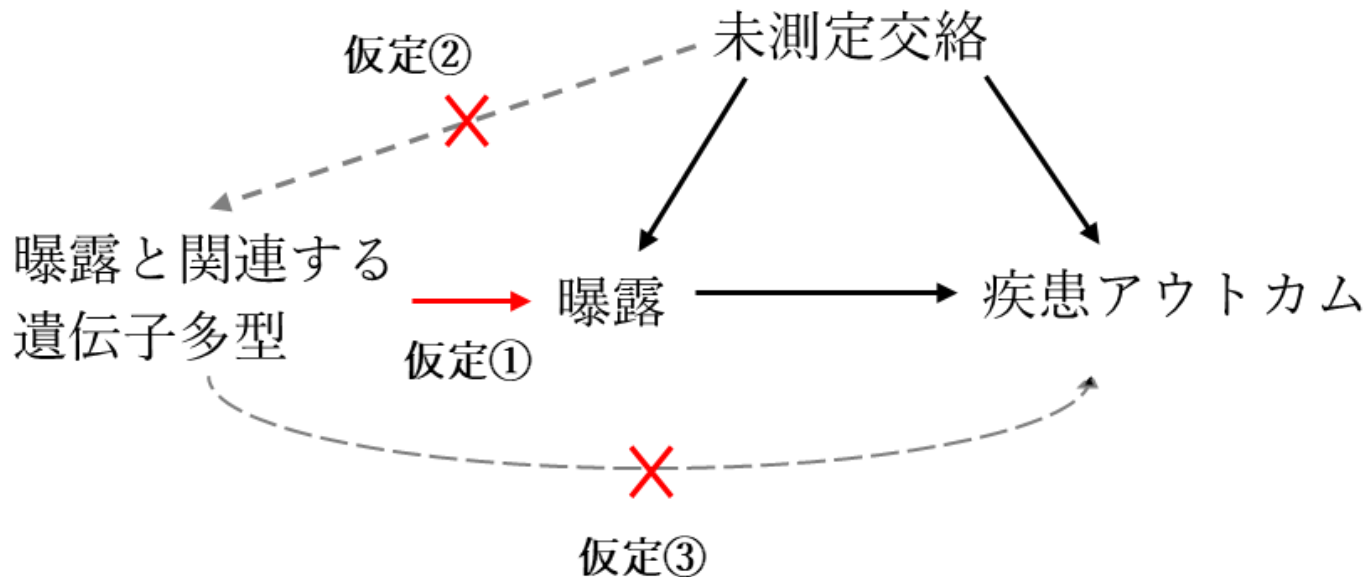 未測定交絡
仮定②
曝露と関連する
遺伝子多型
曝露
疾患アウトカム
仮定①
仮定③